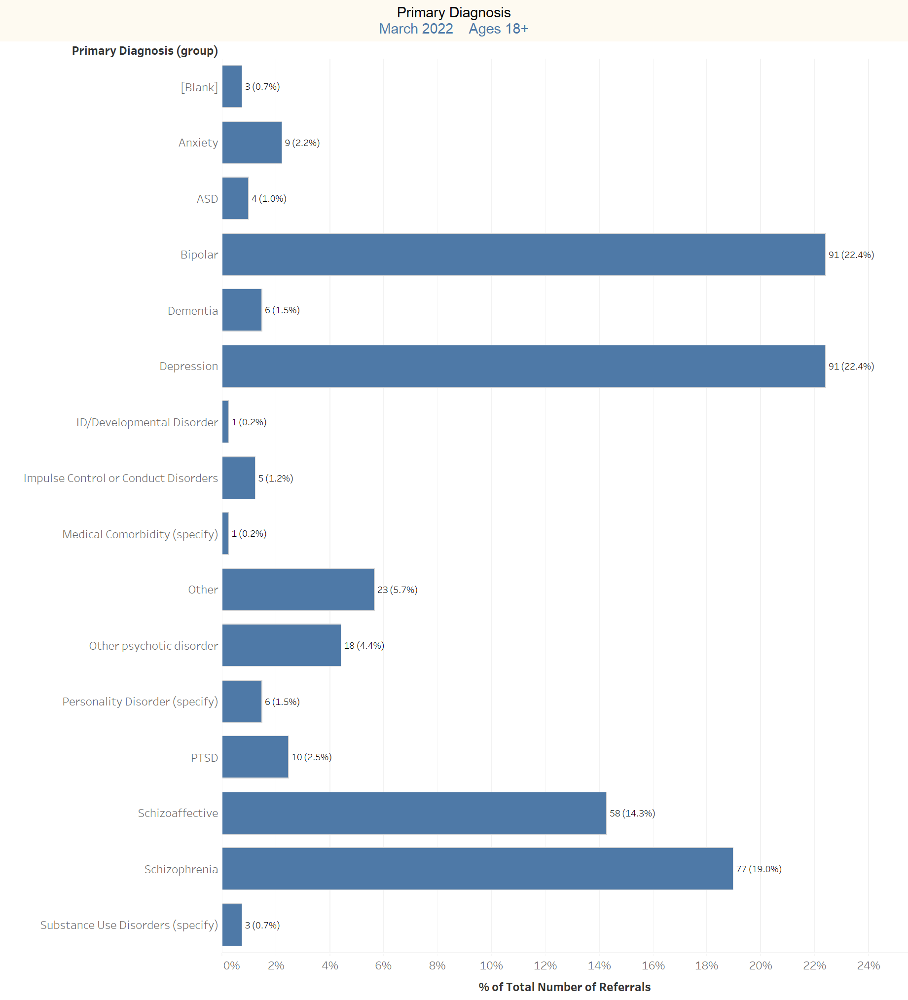 Primary Diagnosis
March 2022 Ages 18+
Primary Diagnosis (group)
[Blank] 3 (0.7%)
Anxiety 9 (2.2%)
ASD 4 (1.0%)
Bipolar 91 (22.4%)
Dementia 6 (1.5%)
Depression 91 (22.4%)
ID/Developmental Disorder 1 (0.2%)
Impulse Control or Conduct Disorders 5 (1.2%)
Medical Comorbidity (specify) 1 (0.2%)
Other 23 (5.7%)
Other psychotic disorder 18 (4.4%)
Personality Disorder (specify) 6 (1.5%)
PTSD 10 (2.5%)
Schizoaffective 58 (14.3%)
Schizophrenia 77 (19.0%)
Substance Use Disorders (specify) 3 (0.7%)
0% 2% 4% 6% 8% 10% 12% 14% 16% 18% 20% 22% 24%
% of Total Number of Referrals